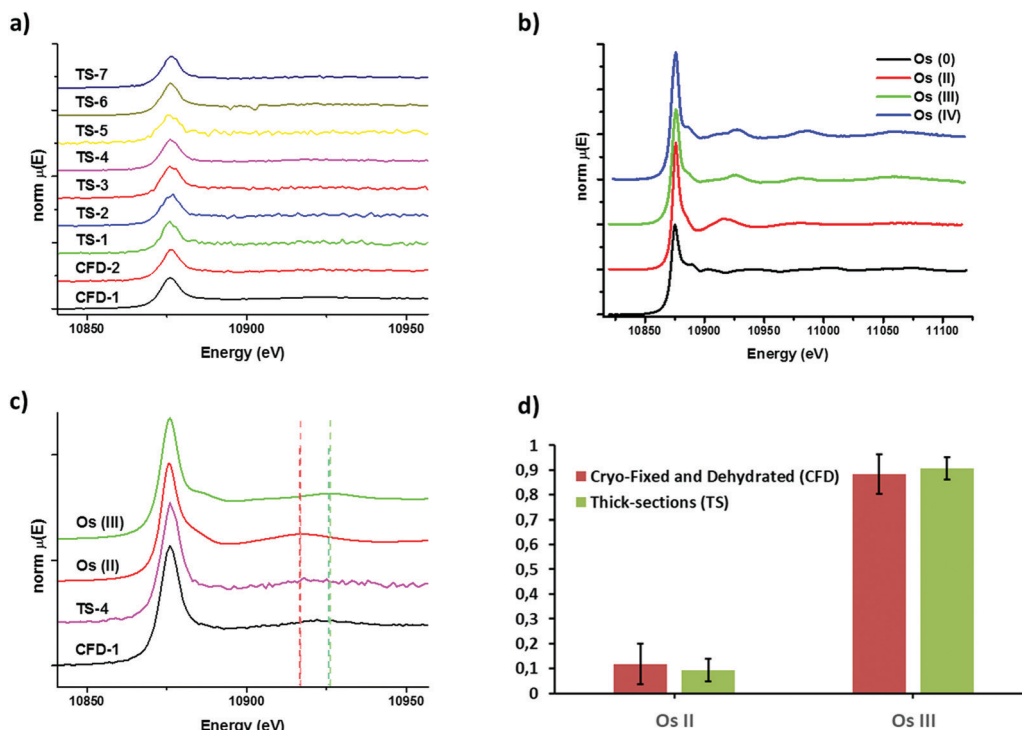 a)
TS-7
TS-6
TS-5
TS-4
TS-3
TS-2
TS-1
CFD-2
CFD-1
norm µ(E)
10850 10900 10950
Energy (eV)
b)
Os (0)
Os (II)
Os (III)
Os (IV)
norm µ(E)
10850 10900 10950 11000 11050 11100
Energy (eV)
c)
Os (III)
Os (II)
TS-4
CFD-1
norm µ(E)
10850 10900 10950
Energy (eV)
d)
1
0,9
0,8
0,7
0,6
0,5
0,4
0,3
0,2
0,1
0
Cryo-Fixed and Dehydrated (CFD)
Thick-sections (TS)
Os II Os III